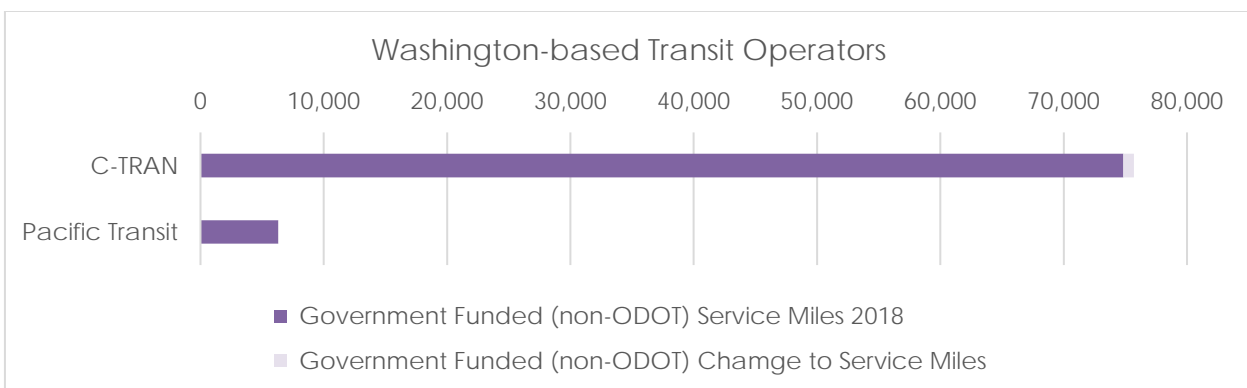 Washington-based Transit Operators
0 10,000 20,000 30,000 40,000 50,000 60,000 70,000 80,000
C-TRAN
Pacific Transit
Government Funded (non-ODOT) Service Miles 2018
Government Funded (non-ODOT) Chamge to Service Miles